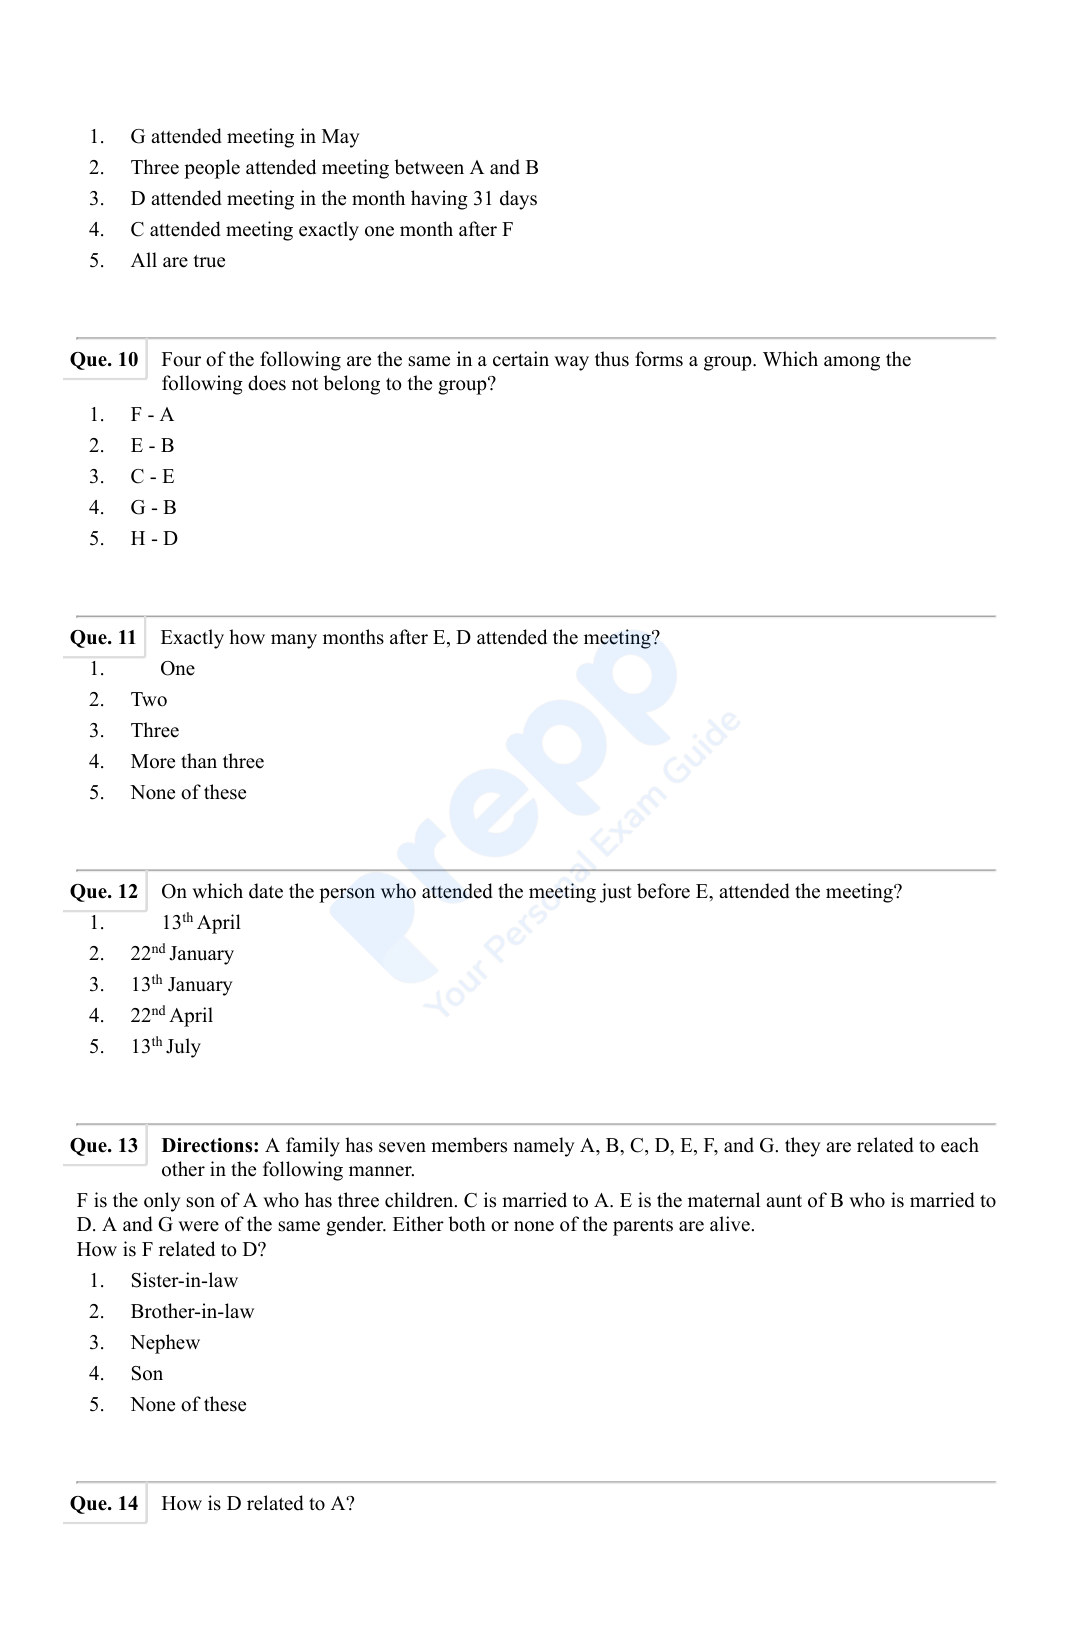 1. G attended meeting in May
2. Three people attended meeting between A and B
3. D attended meeting in the month having 31 days
4. C attended meeting exactly one month after F
5. All are true
Que. 10 Four of the following are the same in a certain way thus forms a group. Which among the
following does not belong to the group?
1. F - A
2. E - B
3. C - E
4. G - B
5. H - D
Que. 11 Exactly how many months after E, D attended the meeting?
1. One
2. Two
3. Three
4. More than three
5. None of these
Que. 12 On which date the person who attended the meeting just before E, attended the meeting?
1. 13th April
2. 22nd January
3. 13th January
4. 22nd April
5. 13th July
Que. 13 Directions: A family has seven members namely A, B, C, D, E, F, and G. they are related to each
other in the following manner.
F is the only son of A who has three children. C is married to A. E is the maternal aunt of B who is married to
D. A and G were of the same gender. Either both or none of the parents are alive.
How is F related to D?
1. Sister-in-law
2. Brother-in-law
3. Nephew
4. Son
5. None of these
Que. 14 How is D related to A?
prepp
Your Personal Exam Guide